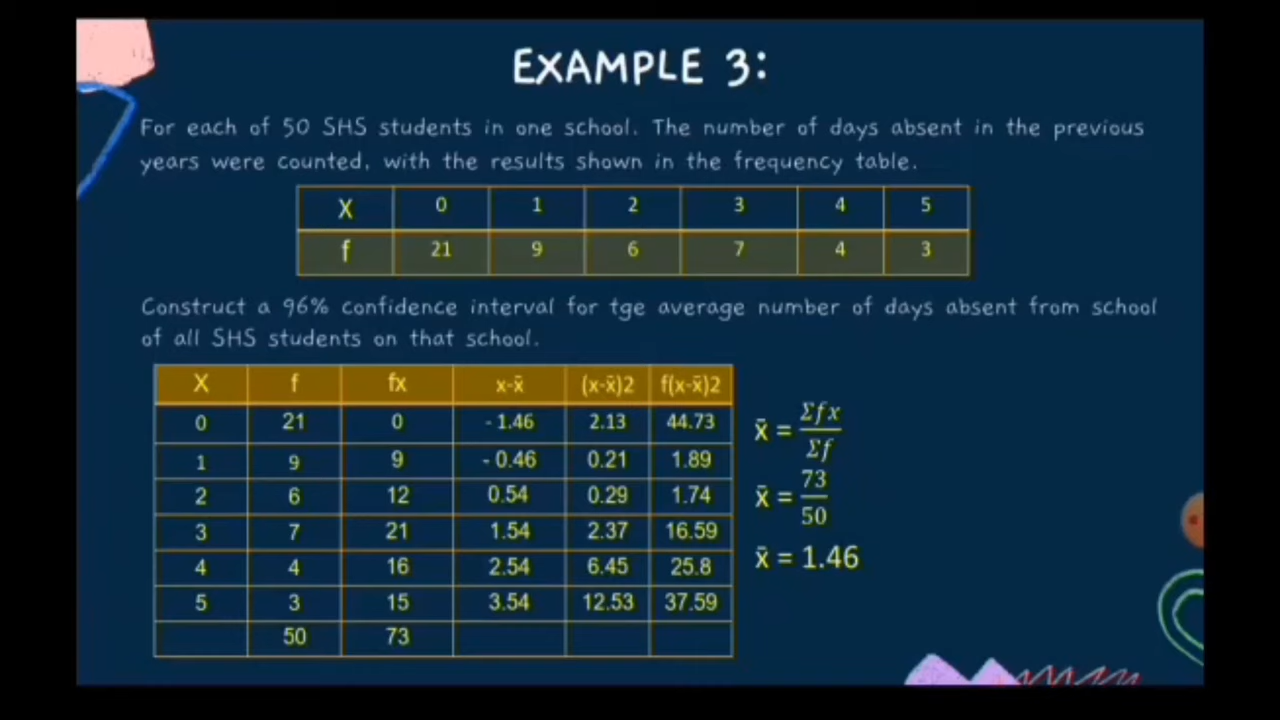 EXAMPLE 3:
For each of 50 SHS students in one school. The number of days absent in the previous
years were counted, with the results shown in the frequency table.
X 0 1 2 3 4 5
f 21 9 6 7 4 3
Construct a 96% confidence interval for tge average number of days absent from school
of all SHS students on that school.
X f fx x-x̄ (x-x̄)2 f(x-x̄)2
0 21 0 -1.46 2.13 44.73
1 9 9 -0.46 0.21 1.89
2 6 12 0.54 0.29 1.74
3 7 21 1.54 2.37 16.59
4 4 16 2.54 6.45 25.8
5 3 15 3.54 12.53 37.59
50 73
x̄ = Σfx / Σf
x̄ = 73 / 50
x̄ = 1.46